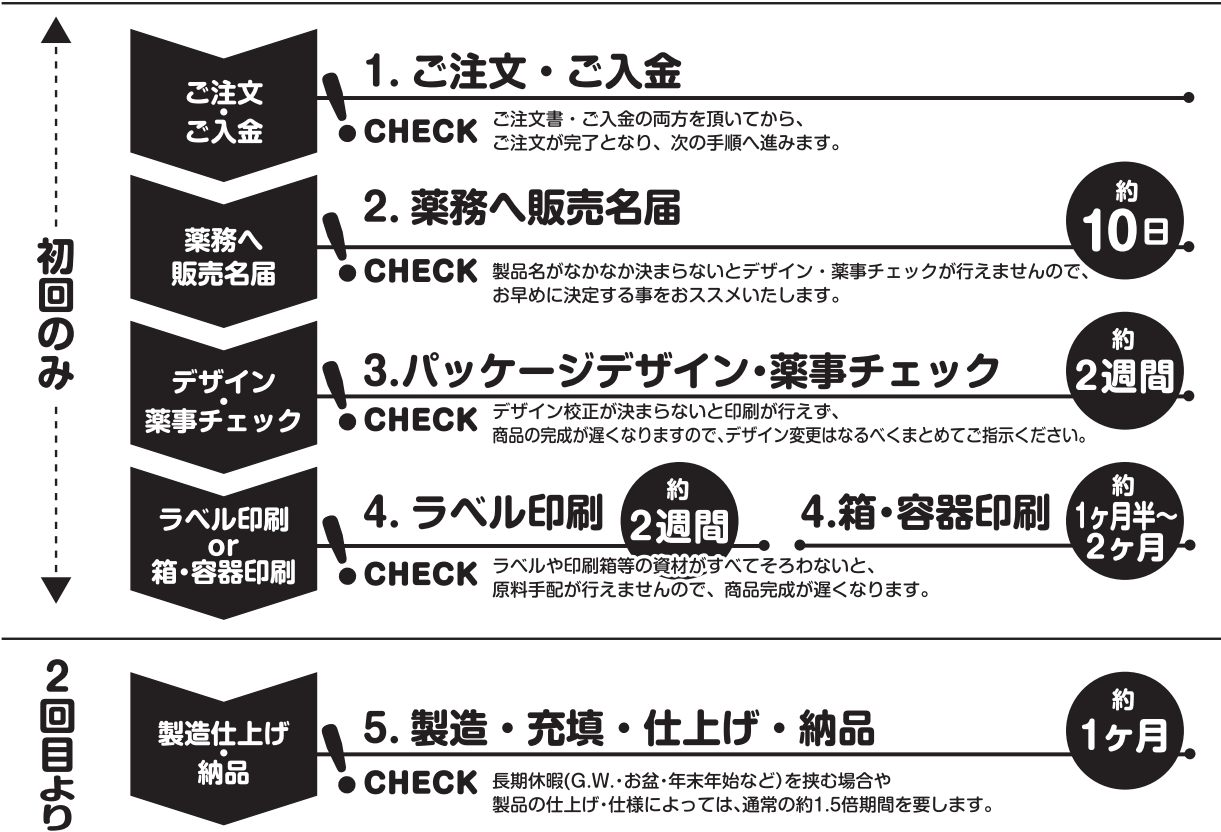 初回のみ
ご注文
・
ご入金
1. ご注文・ご入金
CHECK
ご注文書・ご入金の両方を頂いてから、
ご注文が完了となり、次の手順へ進みます。
薬務へ
販売名届
2. 薬務へ販売名届
約
10日
CHECK
製品名がなかなか決まらないとデザイン・薬事チェックが行えませんので、
お早めに決定する事をおススメいたします。
デザイン
・
薬事チェック
3.パッケージデザイン・薬事チェック
約
2週間
CHECK
デザイン校正が決まらないと印刷が行えず、
商品の完成が遅くなりますので、デザイン変更はなるべくまとめてご指示ください。
ラベル印刷
or
箱・容器印刷
4. ラベル印刷
約
2週間
4.箱・容器印刷
約
1ヶ月半〜
2ヶ月
CHECK
ラベルや印刷箱等の資材がすべてそろわないと、
原料手配が行えませんので、商品完成が遅くなります。
2回目より
製造仕上げ
・
納品
5. 製造・充填・仕上げ・納品
約
1ヶ月
CHECK
長期休暇(G.W.・お盆・年末年始など)を挟む場合や
製品の仕上げ・仕様によっては、通常の約1.5倍期間を要します。